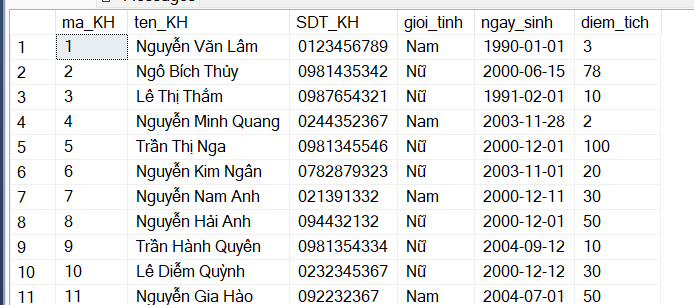 Messages
ma_KH ten_KH SDT_KH gioi_tinh ngay_sinh diem_tich
1 1 Nguyễn Văn Lâm 0123456789 Nam 1990-01-01 3
2 2 Ngô Bích Thủy 0981435342 Nữ 2000-06-15 78
3 3 Lê Thị Thắm 0987654321 Nữ 1991-02-01 10
4 4 Nguyễn Minh Quang 0244352367 Nam 2003-11-28 2
5 5 Trần Thị Nga 0981345546 Nữ 2000-12-01 100
6 6 Nguyễn Kim Ngân 0782879323 Nữ 2003-11-01 20
7 7 Nguyễn Nam Anh 021391332 Nam 2000-12-11 30
8 8 Nguyễn Hải Anh 094432132 Nữ 2000-12-01 50
9 9 Trần Hành Quyên 0981354334 Nữ 2004-09-12 10
10 10 Lê Diễm Quỳnh 0232345367 Nữ 2000-12-12 30
11 11 Nguyễn Gia Hào 092232367 Nam 2004-07-01 50